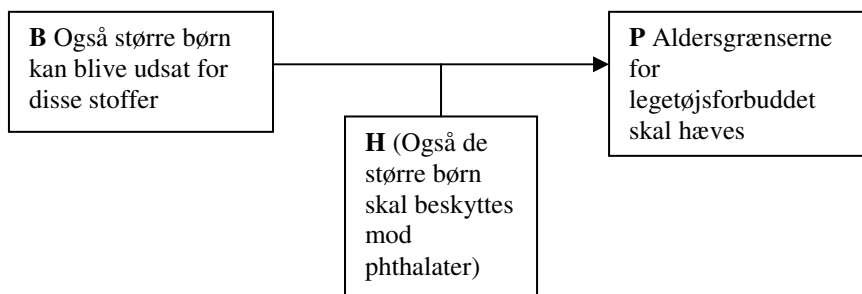 B Også større børn
kan blive udsat for
disse stoffer
P Aldersgrænserne
for
legetøjsforbuddet
skal hæves
H (Også de
større børn
skal beskyttes
mod
phthalater)